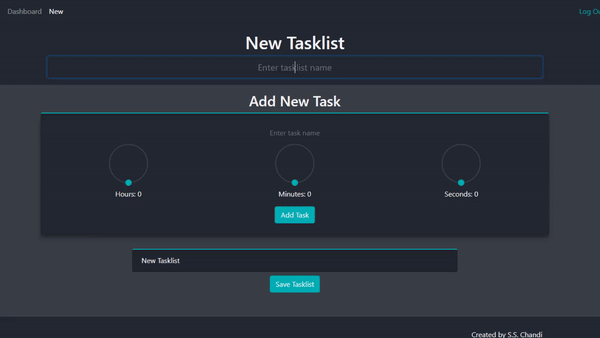 Dashboard New Log Ou
New Tasklist
Enter tasklist name
Add New Task
Enter task name
Hours: 0 Minutes: 0 Seconds: 0
Add Task
New Tasklist
Save Tasklist
Created by S.S. Chandi